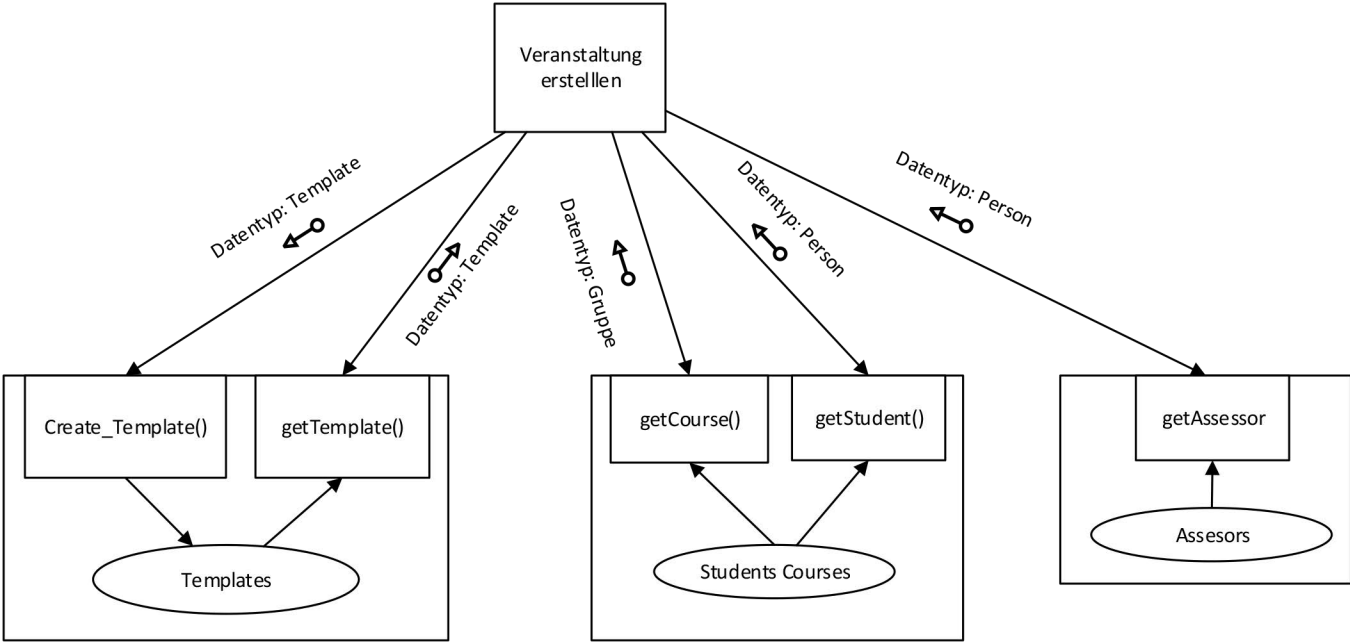 Veranstaltung
erstelllen
Datentyp: Template
Datentyp: Template
Datentyp: Gruppe
Datentyp: Person
Datentyp: Person
Create_Template()
getTemplate()
getCourse()
getStudent()
getAssessor
Templates
Students Courses
Assesors